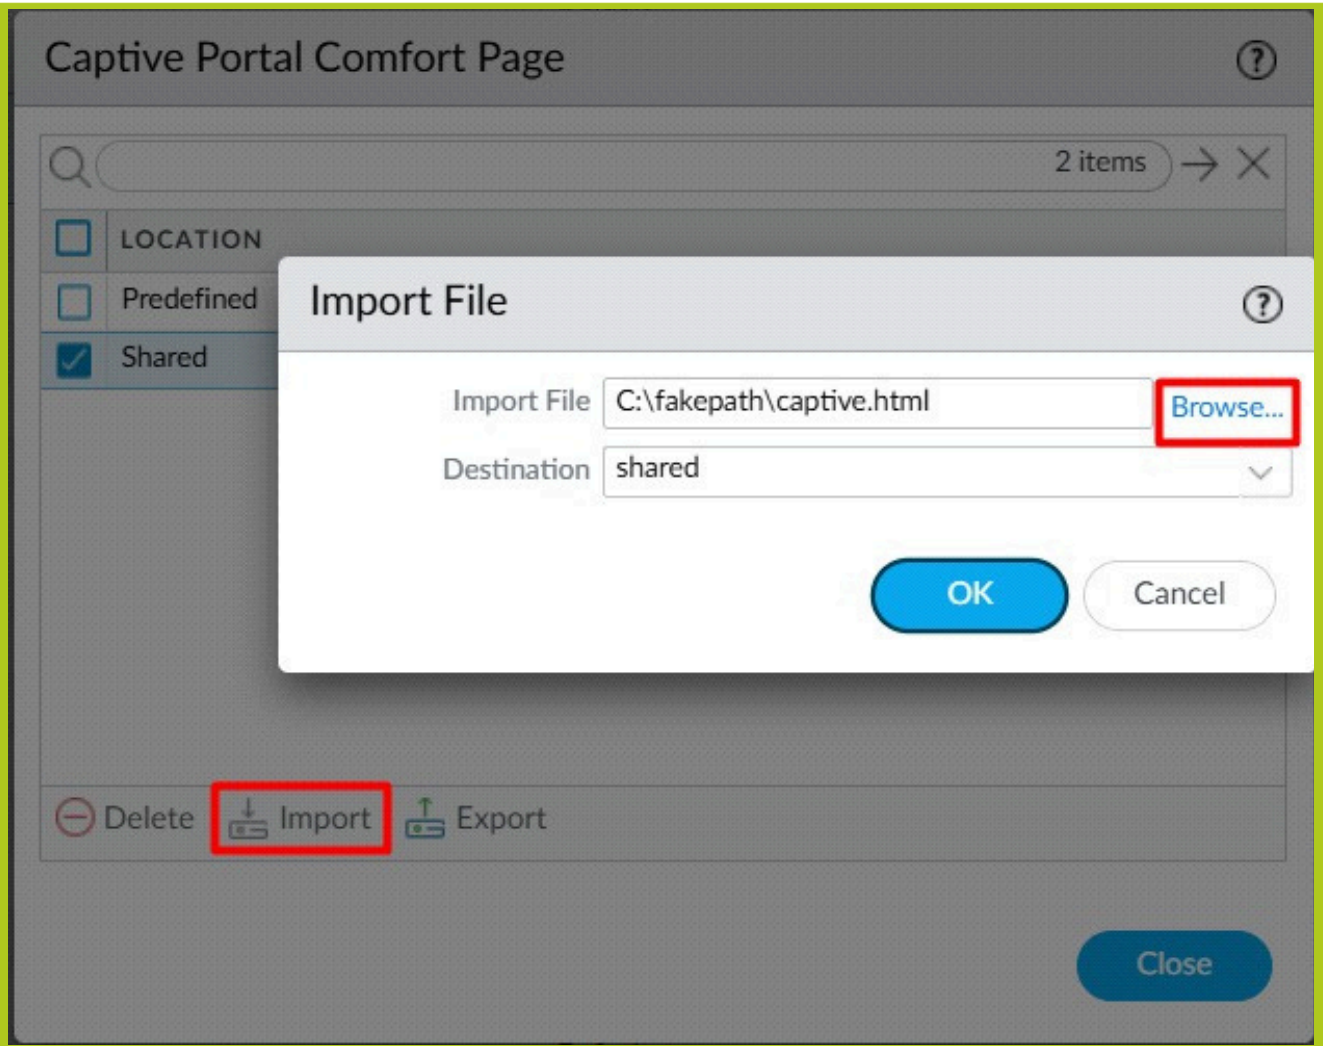 Captive Portal Comfort Page ?
2 items
LOCATION
Predefined
Shared
Import File ?
Import File C:\fakepath\captive.html Browse...
Destination shared
OK Cancel
Delete Import Export
Close